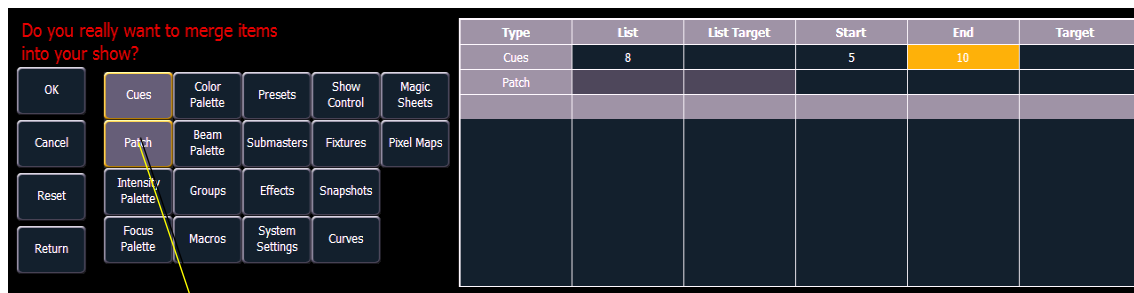 Do you really want to merge items
into your show?
OK
Cancel
Reset
Return
Cues
Color
Palette
Presets
Show
Control
Magic
Sheets
Patch
Beam
Palette
Submasters
Fixtures
Pixel Maps
Intensity
Palette
Groups
Effects
Snapshots
Focus
Palette
Macros
System
Settings
Curves
Type List List Target Start End Target
Cues 8 5 10
Patch